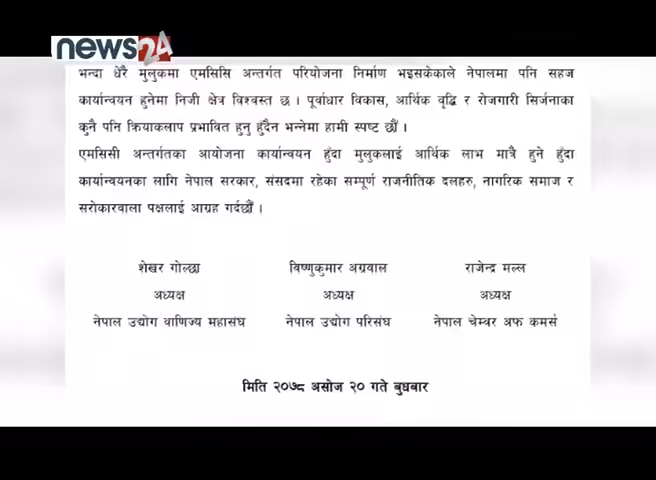 news24
भन्दा धेरै मुलुकमा एमसिसि अन्तर्गत परियोजना निर्माण भइसकेकाले नेपालमा पनि सहज
कार्यान्वयन हुनेमा निजी क्षेत्र विश्वस्त छ । पूर्वाधार विकास, आर्थिक वृद्धि र रोजगारी सिर्जनाका
कुनै पनि क्रियाकलाप प्रभावित हुनु हुँदैन भन्नेमा हामी स्पष्ट छौं ।
एमसिसी अन्तर्गतका आयोजना कार्यान्वयन हुँदा मुलुकलाई आर्थिक लाभ मात्रै हुने हुँदा
कार्यान्वयनका लागि नेपाल सरकार, संसदमा रहेका सम्पूर्ण राजनीतिक दलहरु, नागरिक समाज र
सरोकारवाला पक्षलाई आग्रह गर्दछौं ।
शेखर गोल्छा
अध्यक्ष
नेपाल उद्योग वाणिज्य महासंघ
विष्णुकुमार अग्रवाल
अध्यक्ष
नेपाल उद्योग परिसंघ
राजेन्द्र मल्ल
अध्यक्ष
नेपाल चेम्बर अफ कमर्स
मिति २०७८ असोज २० गते बुधबार